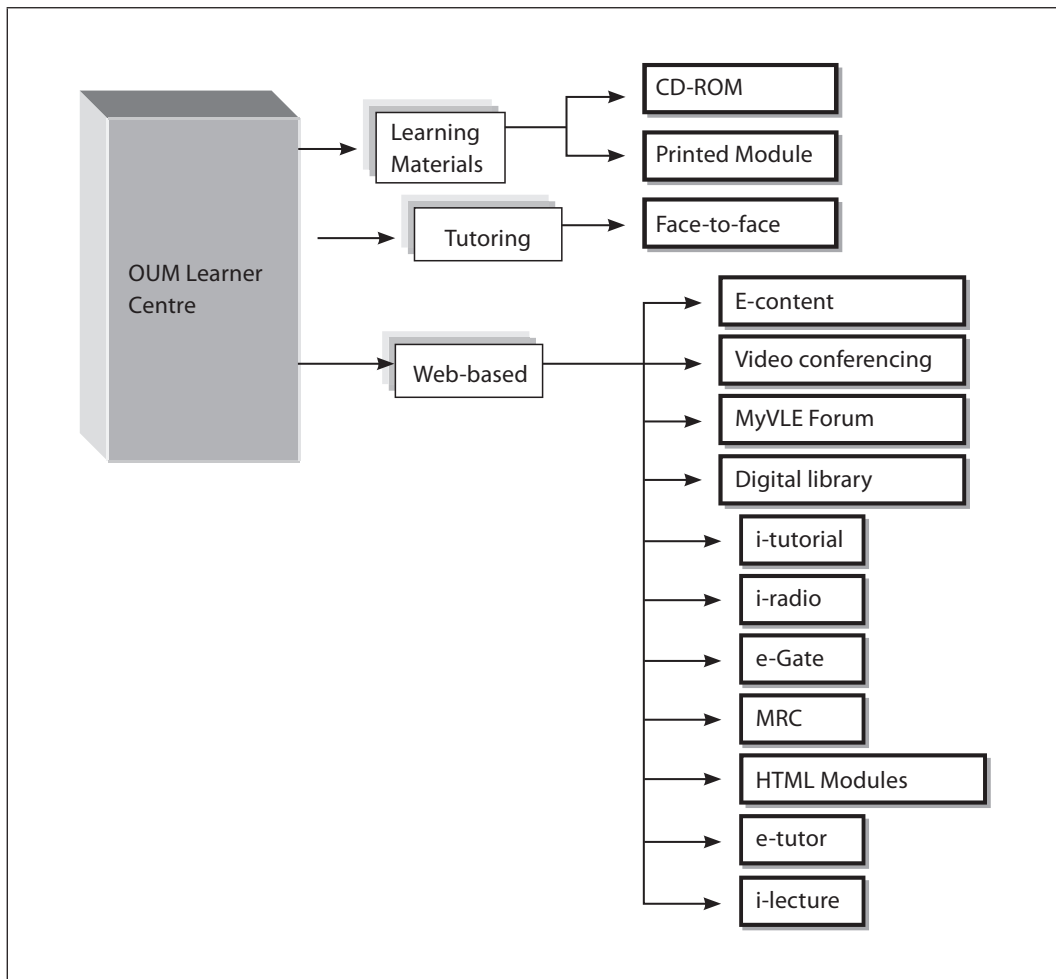 OUM Learner
Centre
Learning
Materials
CD-ROM
Printed Module
Tutoring
Face-to-face
Web-based
E-content
Video conferencing
MyVLE Forum
Digital library
i-tutorial
i-radio
e-Gate
MRC
HTML Modules
e-tutor
i-lecture